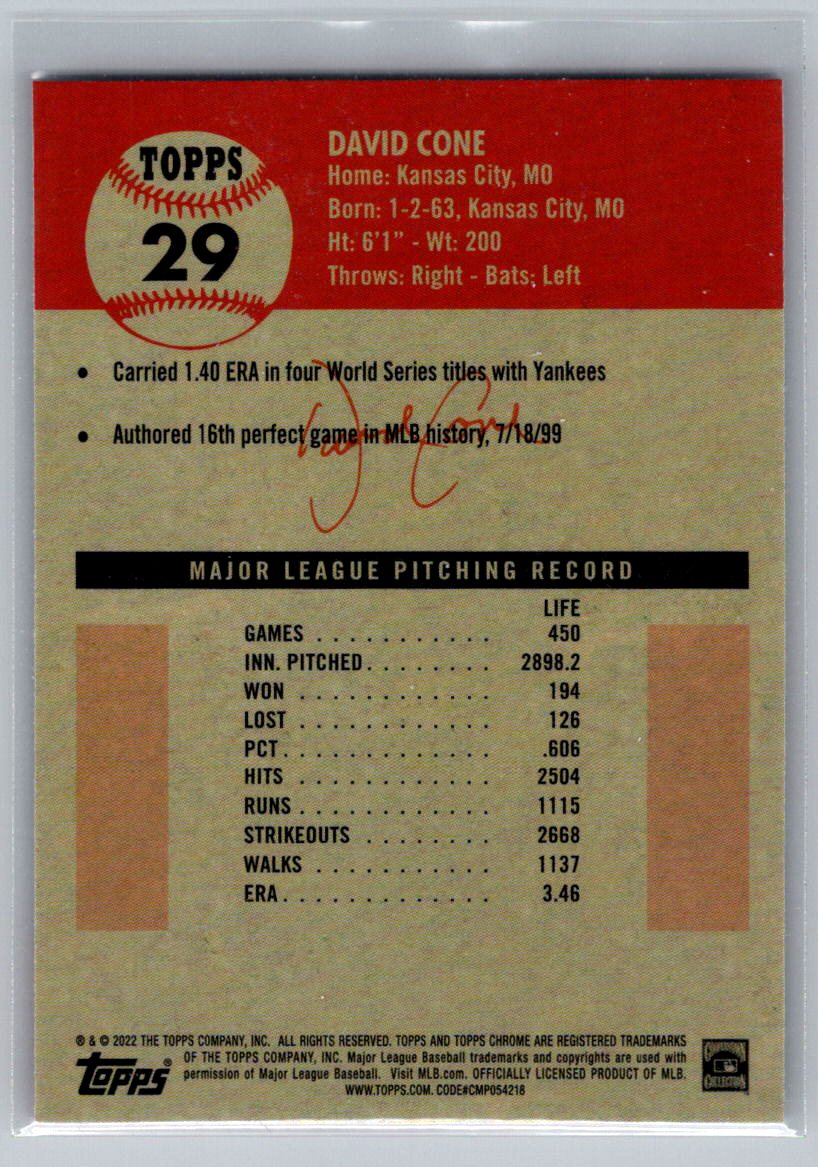 TOPPS
29
DAVID CONE
Home: Kansas City, MO
Born: 1-2-63, Kansas City, MO
Ht: 6'1" - Wt: 200
Throws: Right - Bats: Left
• Carried 1.40 ERA in four World Series titles with Yankees
• Authored 16th perfect game in MLB history, 7/18/99
David Cone
MAJOR LEAGUE PITCHING RECORD
LIFE
GAMES . . . . . . . . . . . 450
INN. PITCHED. . . . . . . . 2898.2
WON . . . . . . . . . . . . 194
LOST . . . . . . . . . . . . 126
PCT. . . . . . . . . . . . . .606
HITS . . . . . . . . . . . . 2504
RUNS . . . . . . . . . . . . 1115
STRIKEOUTS . . . . . . . . 2668
WALKS . . . . . . . . . . . 1137
ERA. . . . . . . . . . . . . 3.46
® & © 2022 THE TOPPS COMPANY, INC. ALL RIGHTS RESERVED. TOPPS AND TOPPS CHROME ARE REGISTERED TRADEMARKS
OF THE TOPPS COMPANY, INC. Major League Baseball trademarks and copyrights are used with
permission of Major League Baseball. Visit MLB.com. OFFICIALLY LICENSED PRODUCT OF MLB.
WWW.TOPPS.COM. CODE#CMP054218
Topps®
COOPERSTOWN
COLLECTION